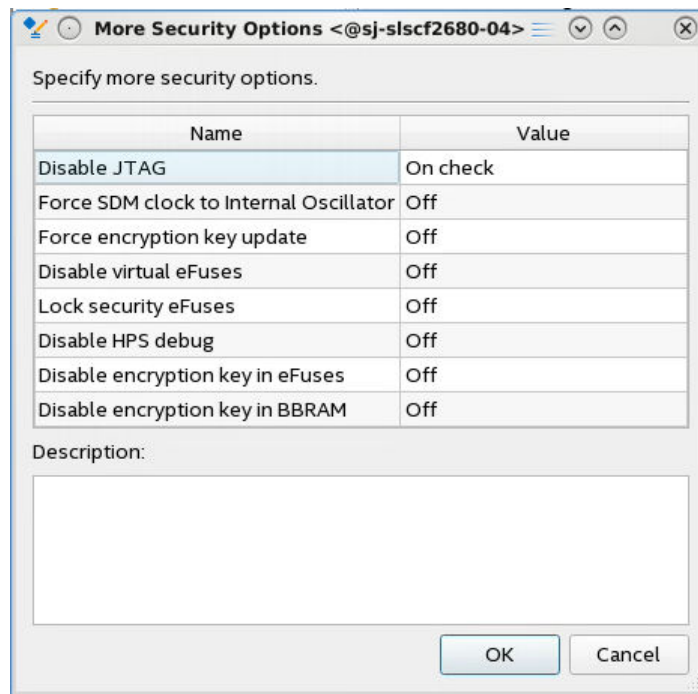 More Security Options <@sj-slscf2680-04>
Specify more security options.
Name Value
Disable JTAG On check
Force SDM clock to Internal Oscillator Off
Force encryption key update Off
Disable virtual eFuses Off
Lock security eFuses Off
Disable HPS debug Off
Disable encryption key in eFuses Off
Disable encryption key in BBRAM Off
Description:
OK Cancel